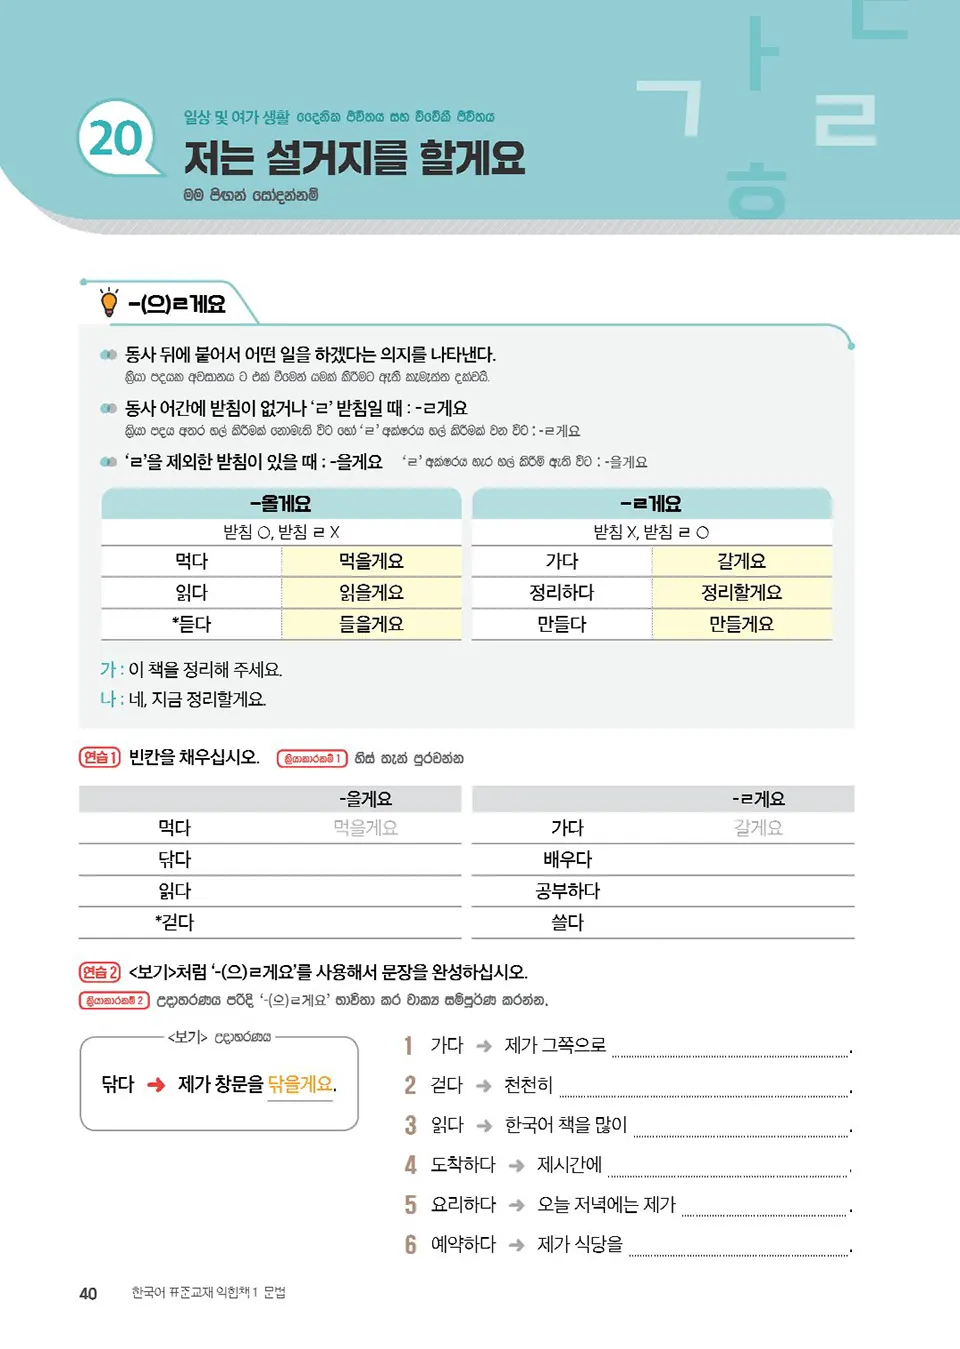 20
일상 및 여가 생활 දෛනික ජීවිතය සහ විවේකී ජීවිතය
저는 설거지를 할게요
මම පිඟන් සෝදන්නම්
ㄱ ㅏ ㄴ ㄹ ㅎ
-(으)ㄹ게요
동사 뒤에 붙어서 어떤 일을 하겠다는 의지를 나타낸다.
ක්‍රියා පදයක අවසානය ට එක් වීමෙන් යමක් කිරීමට ඇති කැමැත්ත දක්වයි.
동사 어간에 받침이 없거나 ‘ㄹ’ 받침일 때 : -ㄹ게요
ක්‍රියා පදය අතර හල් කිරීමක් නොමැති විට හෝ ‘ㄹ’ අක්ෂරය හල් කිරීමක් වන විට : -ㄹ게요
‘ㄹ’을 제외한 받침이 있을 때 : -을게요 ‘ㄹ’ අක්ෂරය හැර හල් කිරීම් ඇති විට : -을게요
-을게요 -ㄹ게요
받침 O, 받침 ㄹ X 받침 X, 받침 ㄹ O
먹다 먹을게요 가다 갈게요
읽다 읽을게요 정리하다 정리할게요
*듣다 들을게요 만들다 만들게요
가 : 이 책을 정리해 주세요.
나 : 네, 지금 정리할게요.
연습 1 빈칸을 채우십시오. ක්‍රියාකාරකම් 1 හිස් තැන් පුරවන්න
-을게요 -ㄹ게요
먹다 먹을게요 가다 갈게요
닦다 배우다
읽다 공부하다
*걷다 쓸다
연습 2 <보기>처럼 ‘-(으)ㄹ게요’를 사용해서 문장을 완성하십시오.
ක්‍රියාකාරකම් 2 උදාහරණය පරිදි ‘-(으)ㄹ게요’ භාවිතා කර වාක්‍ය සම්පූර්ණ කරන්න.
<보기> උදාහරණය
닦다 ➜ 제가 창문을 닦을게요.
1 가다 ➜ 제가 그쪽으로 .
2 걷다 ➜ 천천히 .
3 읽다 ➜ 한국어 책을 많이 .
4 도착하다 ➜ 제시간에 .
5 요리하다 ➜ 오늘 저녁에는 제가 .
6 예약하다 ➜ 제가 식당을 .
40 한국어 표준교재 익힘책 1 문법